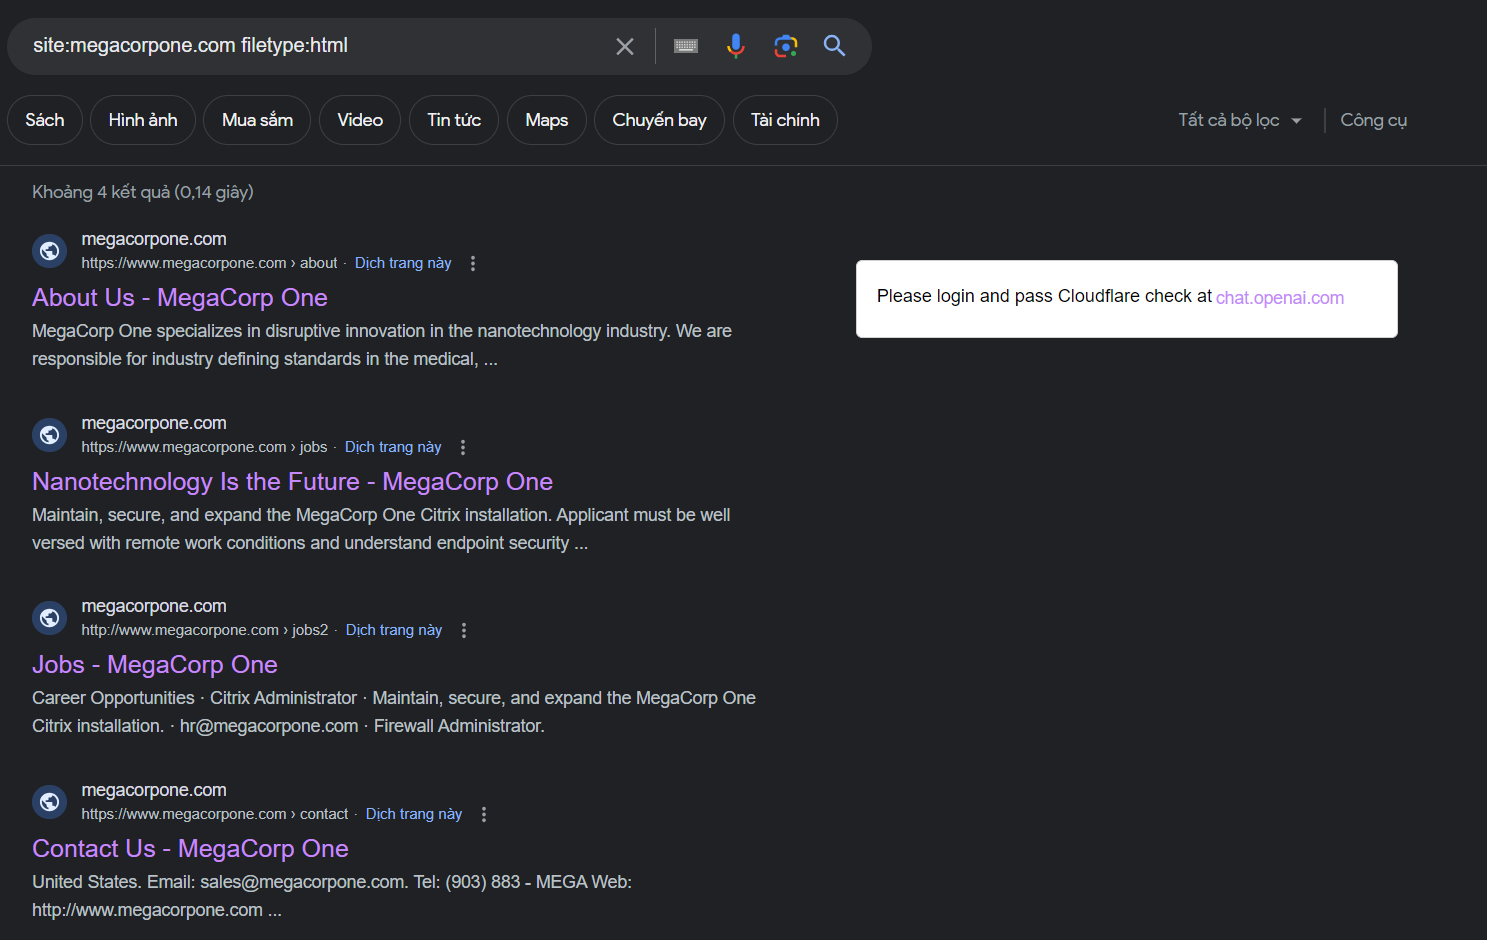 site:megacorpone.com filetype:html
Sách Hình ảnh Mua sắm Video Tin tức Maps Chuyến bay Tài chính Tất cả bộ lọc Công cụ
Khoảng 4 kết quả (0,14 giây)
megacorpone.com
https://www.megacorpone.com › about · Dịch trang này
About Us - MegaCorp One
MegaCorp One specializes in disruptive innovation in the nanotechnology industry. We are
responsible for industry defining standards in the medical, ...
Please login and pass Cloudflare check at chat.openai.com
megacorpone.com
https://www.megacorpone.com › jobs · Dịch trang này
Nanotechnology Is the Future - MegaCorp One
Maintain, secure, and expand the MegaCorp One Citrix installation. Applicant must be well
versed with remote work conditions and understand endpoint security ...
megacorpone.com
http://www.megacorpone.com › jobs2 · Dịch trang này
Jobs - MegaCorp One
Career Opportunities · Citrix Administrator · Maintain, secure, and expand the MegaCorp One
Citrix installation. · hr@megacorpone.com · Firewall Administrator.
megacorpone.com
https://www.megacorpone.com › contact · Dịch trang này
Contact Us - MegaCorp One
United States. Email: sales@megacorpone.com. Tel: (903) 883 - MEGA Web:
http://www.megacorpone.com ...